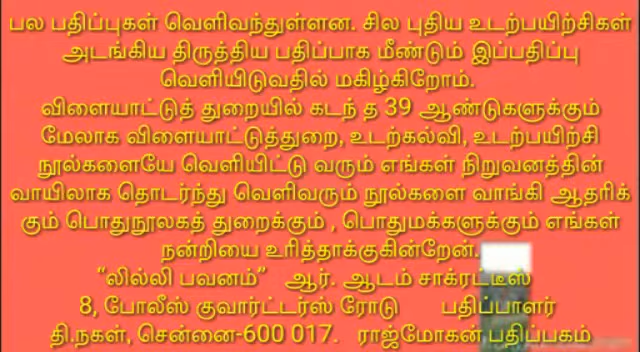 பல பதிப்புகள் வெளிவந்துள்ளன. சில புதிய உடற்பயிற்சிகள்
அடங்கிய திருத்திய பதிப்பாக மீண்டும் இப்பதிப்பு
வெளியிடுவதில் மகிழ்கிறோம்.
விளையாட்டுத் துறையில் கடந் த 39 ஆண்டுகளுக்கும்
மேலாக விளையாட்டுத்துறை, உடற்கல்வி, உடற்பயிற்சி
நூல்களையே வெளியிட்டு வரும் எங்கள் நிறுவனத்தின்
வாயிலாக தொடர்ந்து வெளிவரும் நூல்களை வாங்கி ஆதரிக்
கும் பொதுநூலகத் துறைக்கும் , பொதுமக்களுக்கும் எங்கள்
நன்றியை உரித்தாக்குகின்றேன்.
“லில்லி பவனம்” ஆர். ஆடம் சாக்ரட்டீஸ்
8, போலீஸ் குவார்ட்டர்ஸ் ரோடு பதிப்பாளர்
தி.நகள், சென்னை-600 017. ராஜ்மோகன் பதிப்பகம்